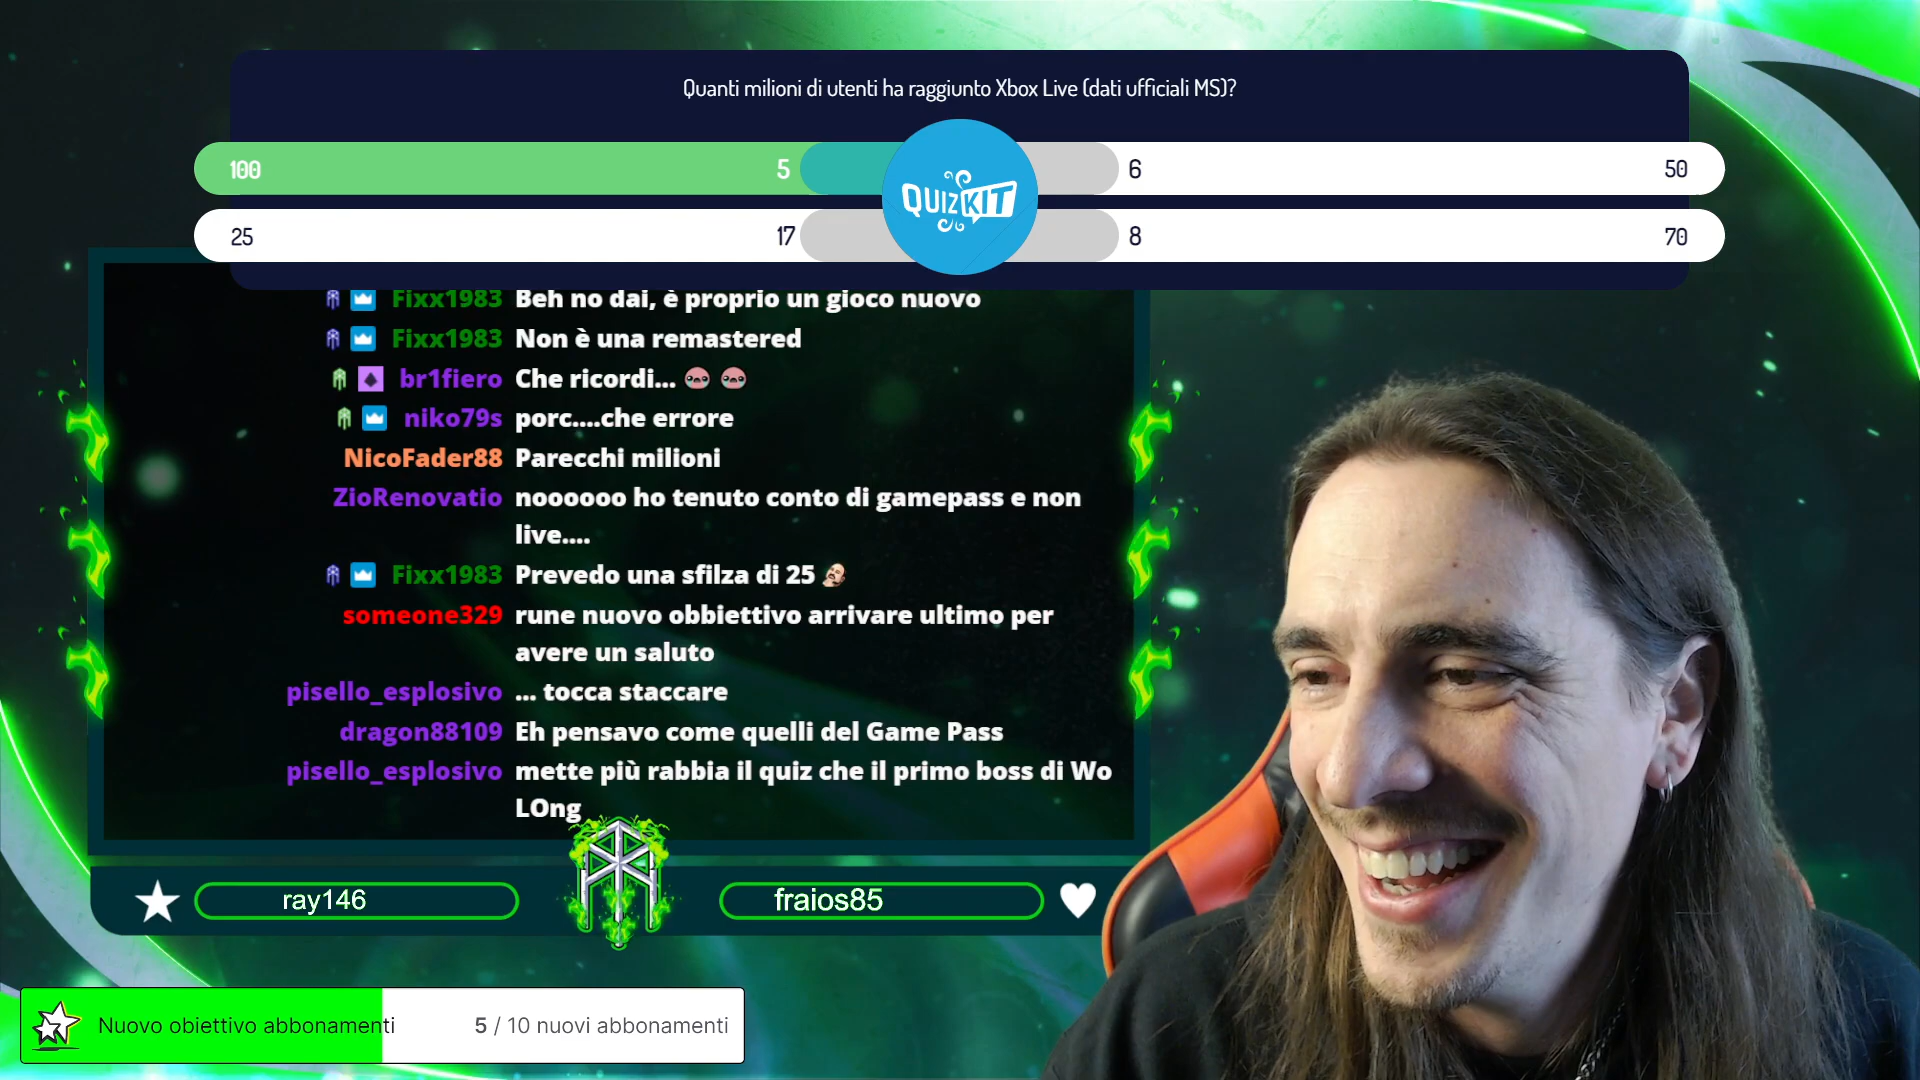 Quanti milioni di utenti ha raggiunto Xbox Live (dati ufficiali MS)?
100 5 6 50
QUIZKIT
25 17 8 70
Fixx1983 Beh no dai, è proprio un gioco nuovo
Fixx1983 Non è una remastered
br1fiero Che ricordi...
niko79s porc....che errore
NicoFader88 Parecchi milioni
ZioRenovatio noooooo ho tenuto conto di gamepass e non
live....
Fixx1983 Prevedo una sfilza di 25
someone329 rune nuovo obbiettivo arrivare ultimo per
avere un saluto
pisello_esplosivo ... tocca staccare
dragon88109 Eh pensavo come quelli del Game Pass
pisello_esplosivo mette più rabbia il quiz che il primo boss di Wo
LOng
ray146 fraios85
Nuovo obiettivo abbonamenti 5 / 10 nuovi abbonamenti